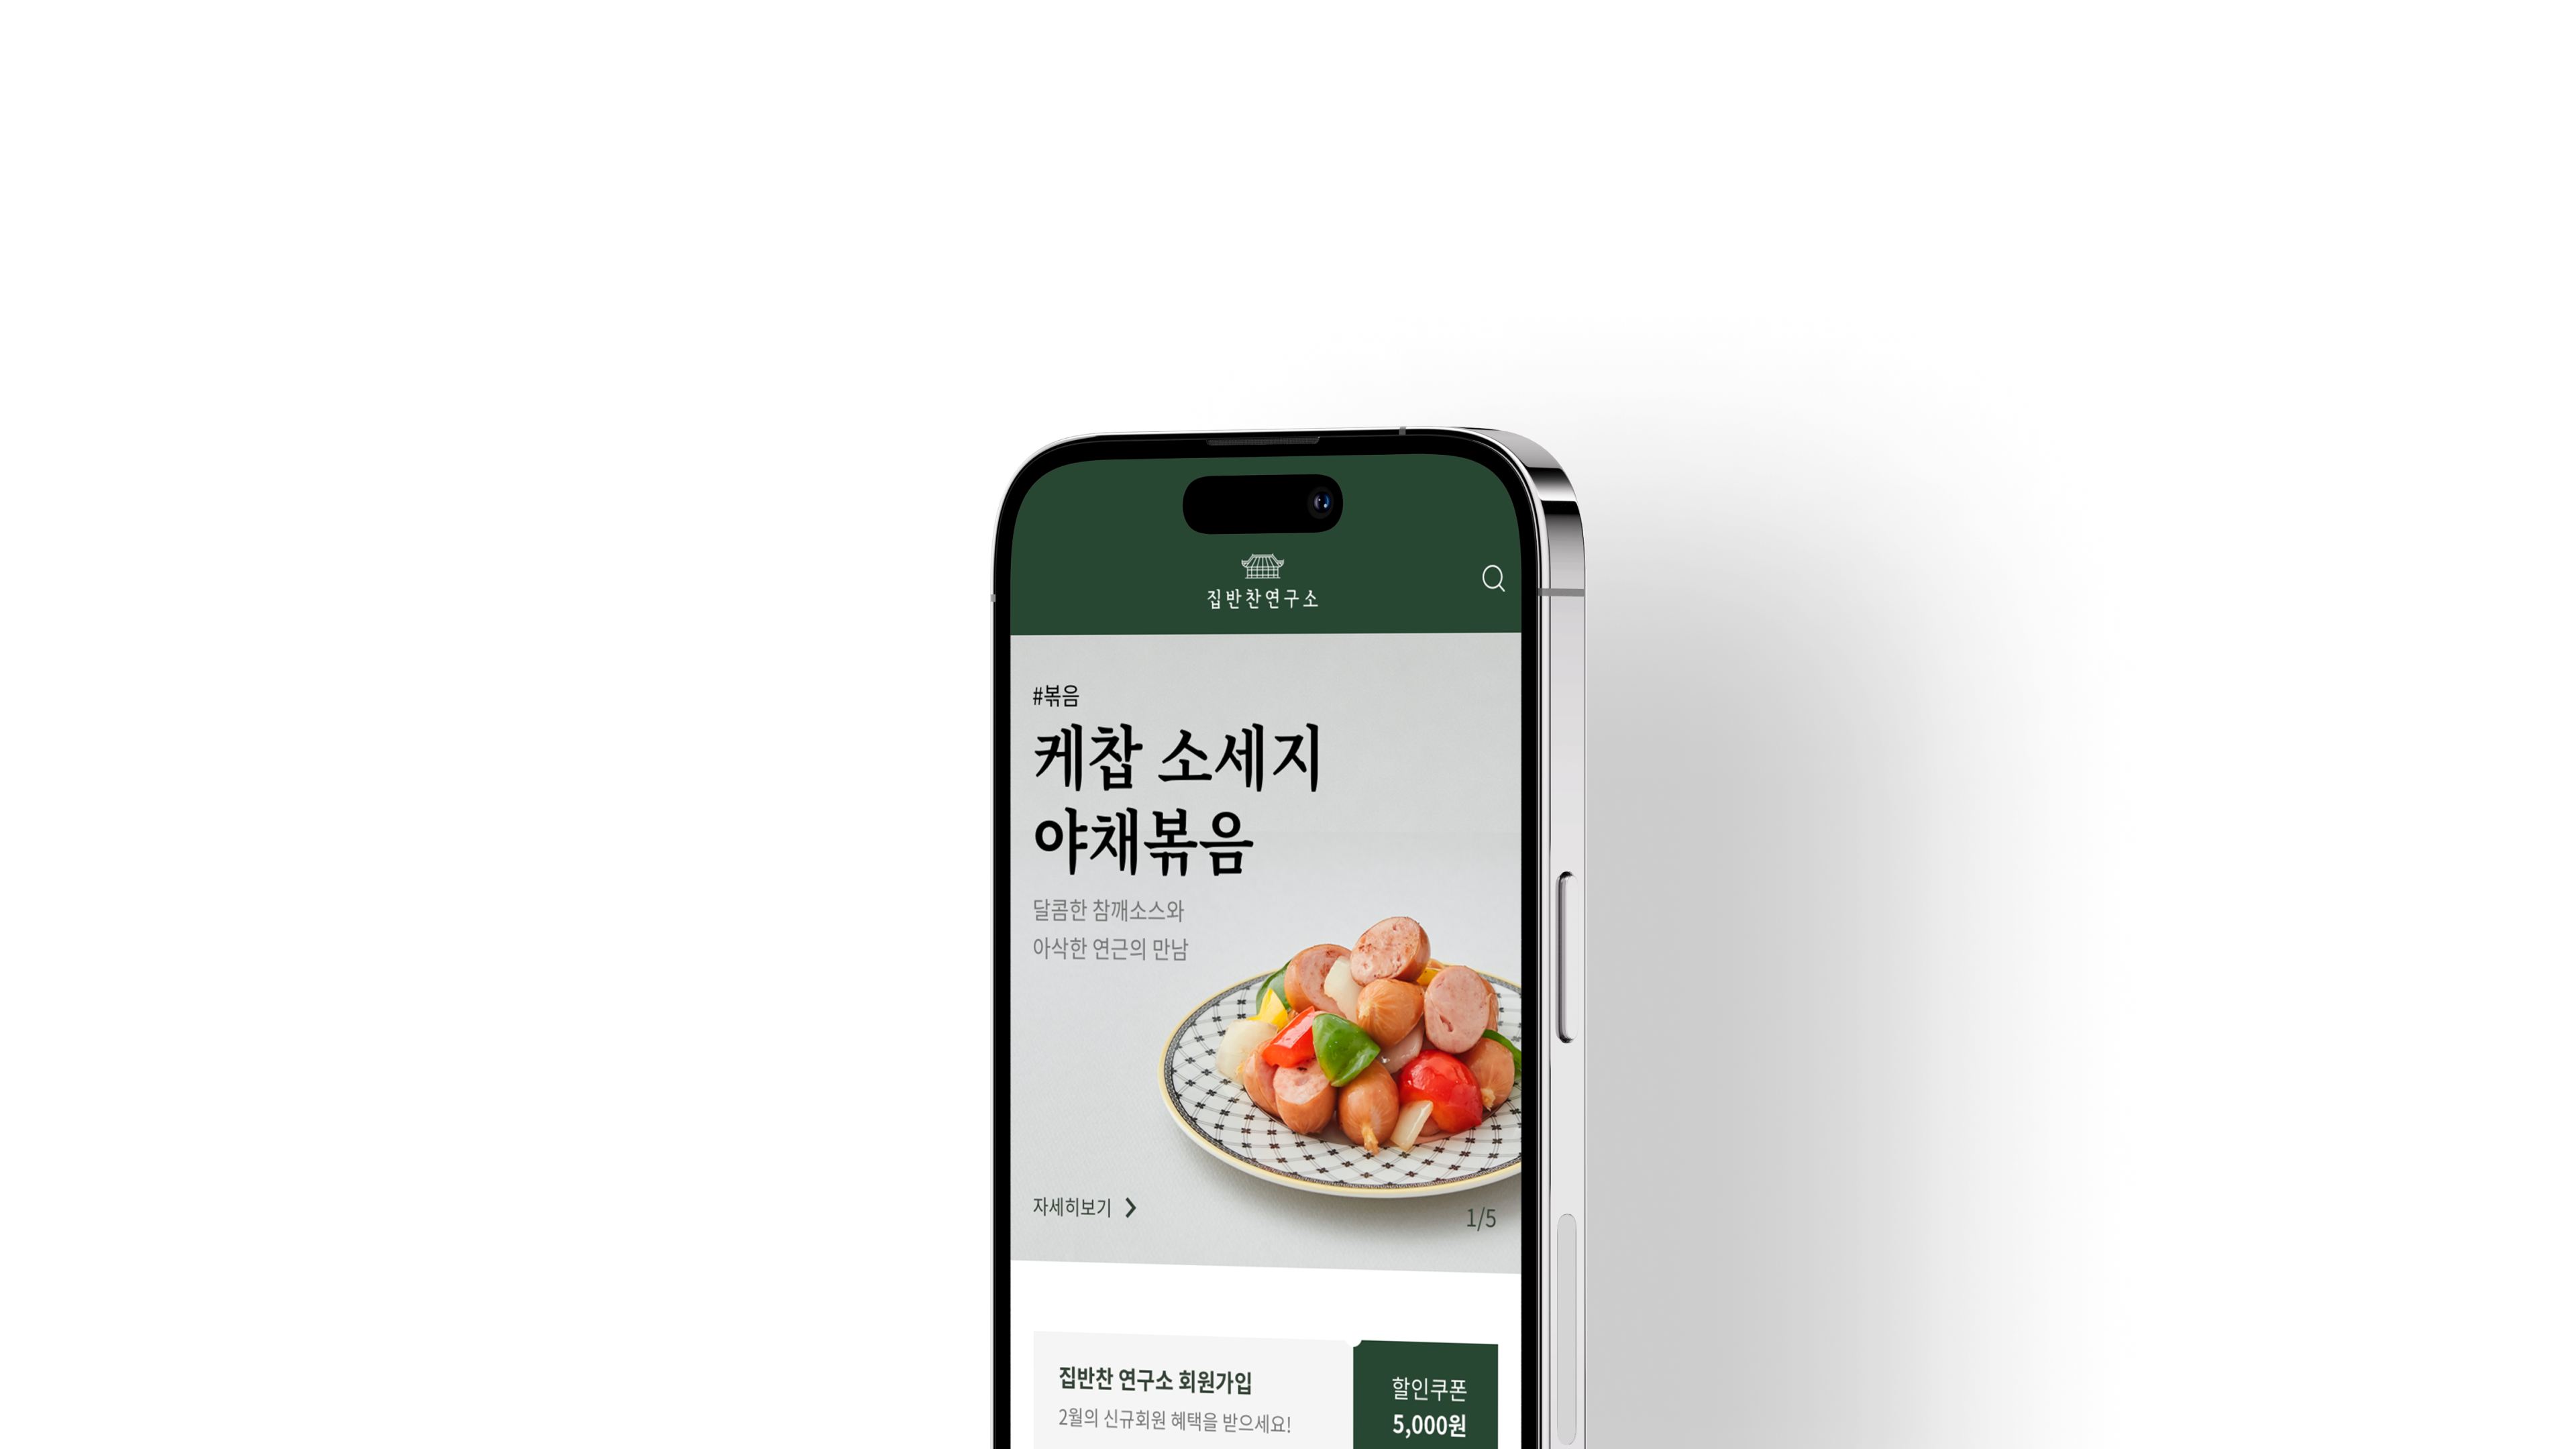 집반찬연구소
#볶음
케찹 소세지
야채볶음
달콤한 참깨소스와
아삭한 연근의 만남
자세히보기
1/5
집반찬 연구소 회원가입
2월의 신규회원 혜택을 받으세요!
할인쿠폰
5,000원